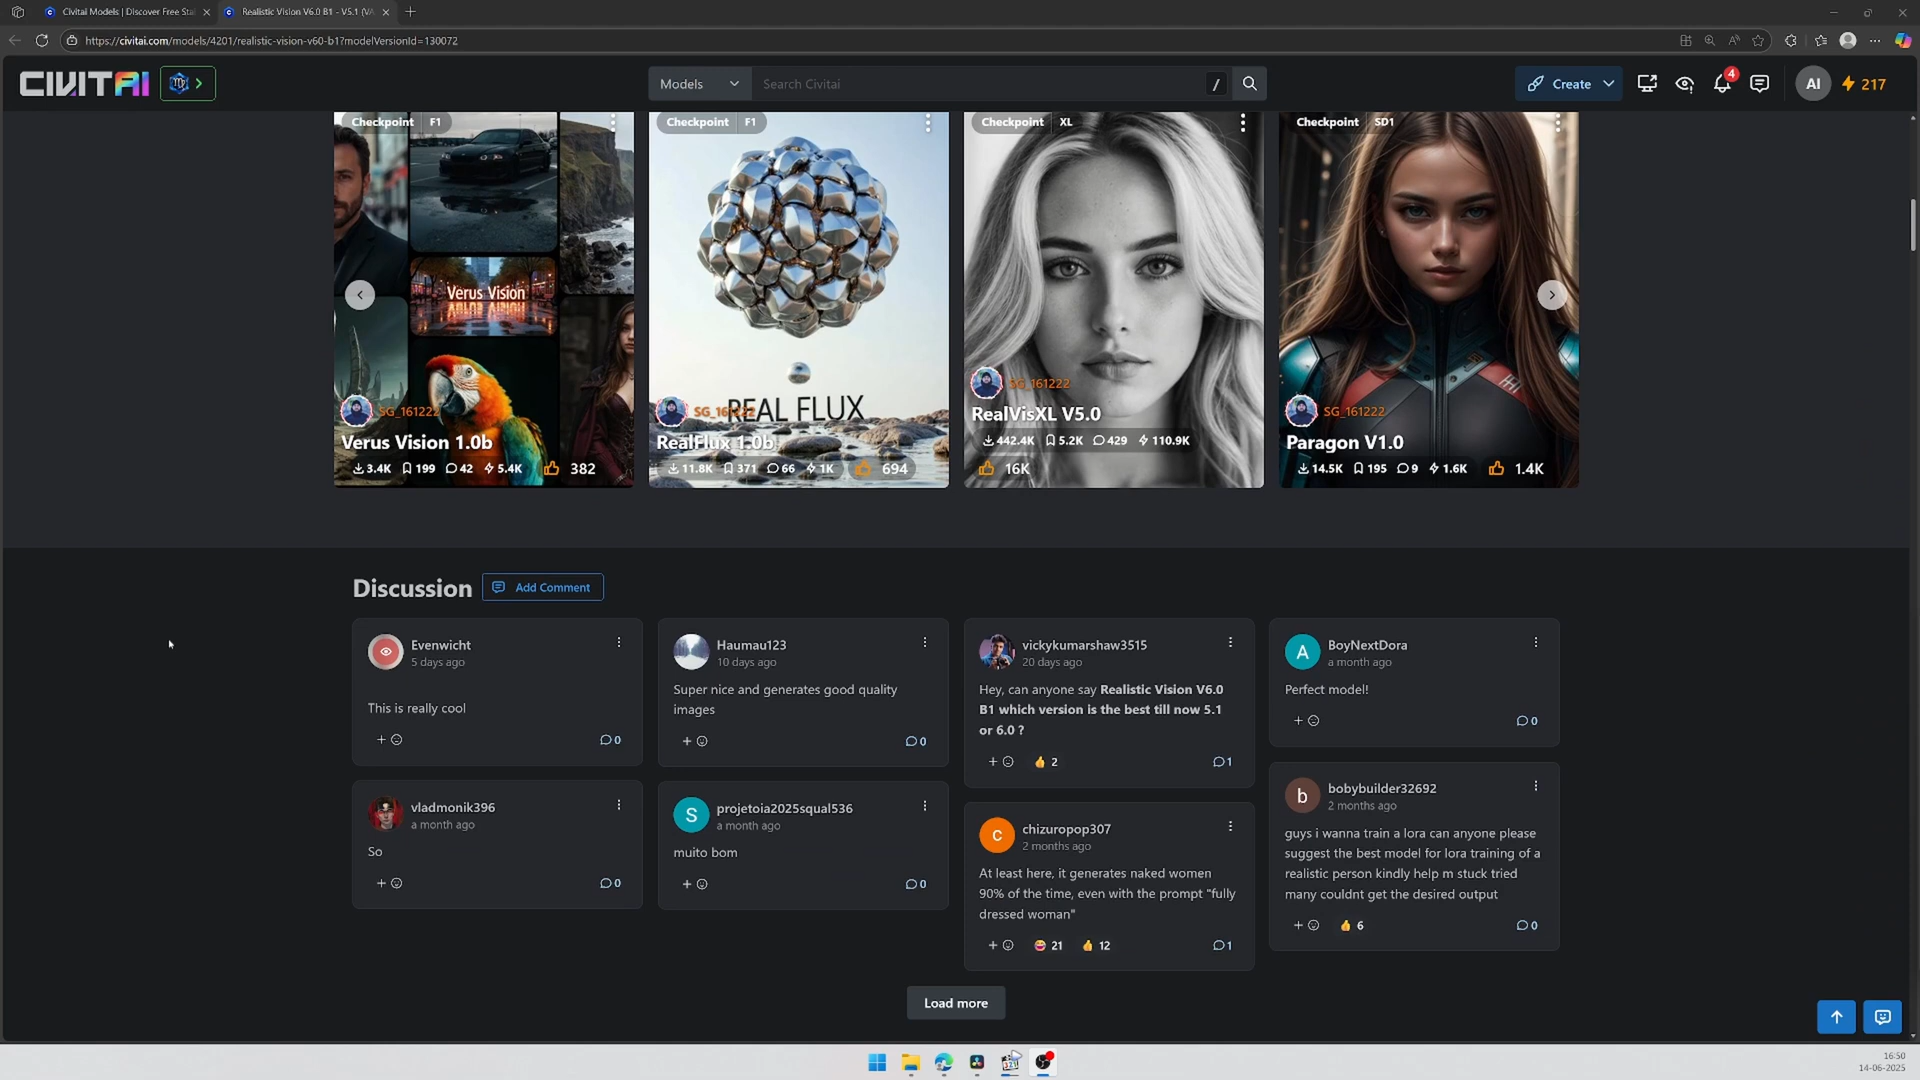 Civitai Models | Discover Free Sta
Realistic Vision V6.0 B1 - V5.1 (VA
https://civitai.com/models/4201/realistic-vision-v60-b1?modelVersionId=130072
CIVITAI
Models
Search Civitai
/
Create
4
AI
217
Checkpoint F1
Checkpoint F1
Checkpoint XL
Checkpoint SD1
Verus Vision
SG_161222
Verus Vision 1.0b
3.4K 199 42 5.4K 382
REAL FLUX
SG_161222
RealFlux 1.0b
11.8K 371 66 1K 694
SG_161222
RealVisXL V5.0
442.4K 5.2K 429 110.9K
16K
SG_161222
Paragon V1.0
14.5K 195 9 1.6K 1.4K
Discussion
Add Comment
Evenwicht
5 days ago
This is really cool
0
vladmonik396
a month ago
So
0
Haumau123
10 days ago
Super nice and generates good quality
images
0
S
projetoia2025squal536
a month ago
muito bom
0
vickykumarshaw3515
20 days ago
Hey, can anyone say Realistic Vision V6.0
B1 which version is the best till now 5.1
or 6.0 ?
2
1
C
chizuropop307
2 months ago
At least here, it generates naked women
90% of the time, even with the prompt "fully
dressed woman"
21
12
1
A
BoyNextDora
a month ago
Perfect model!
0
b
bobybuilder32692
2 months ago
guys i wanna train a lora can anyone please
suggest the best model for lora training of a
realistic person kindly help m stuck tried
many couldnt get the desired output
6
0
Load more
16:50
14-06-2025